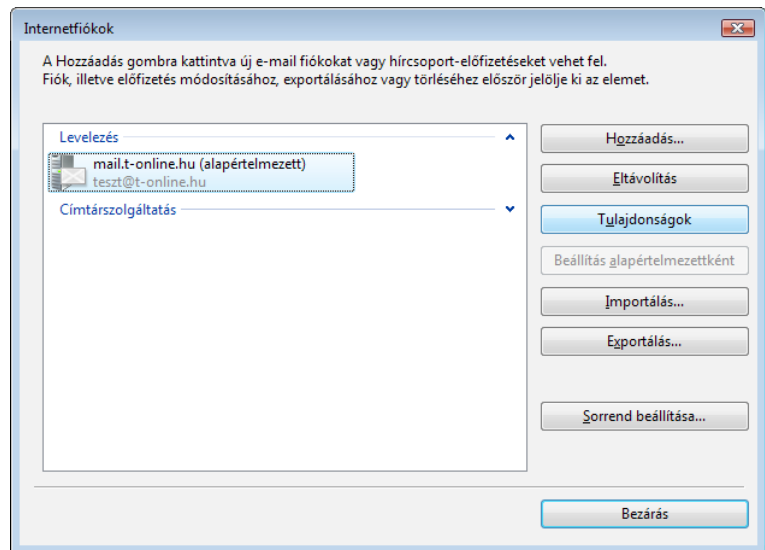 Internetfiókok
A Hozzáadás gombra kattintva új e-mail fiókokat vagy hírcsoport-előfizetéseket vehet fel.
Fiók, illetve előfizetés módosításához, exportálásához vagy törléséhez először jelölje ki az elemet.
Levelezés
mail.t-online.hu (alapértelmezett)
teszt@t-online.hu
Címtárszolgáltatás
Hozzáadás...
Eltávolítás
Tulajdonságok
Beállítás alapértelmezettként
Importálás...
Exportálás...
Sorrend beállítása...
Bezárás